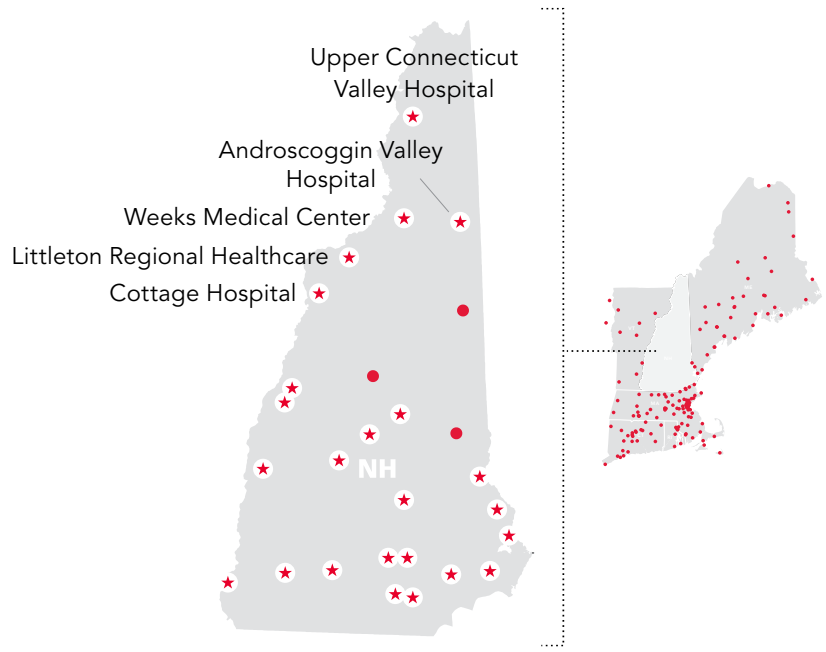 Upper Connecticut
Valley Hospital
Androscoggin Valley
Hospital
Weeks Medical Center
Littleton Regional Healthcare
Cottage Hospital
NH